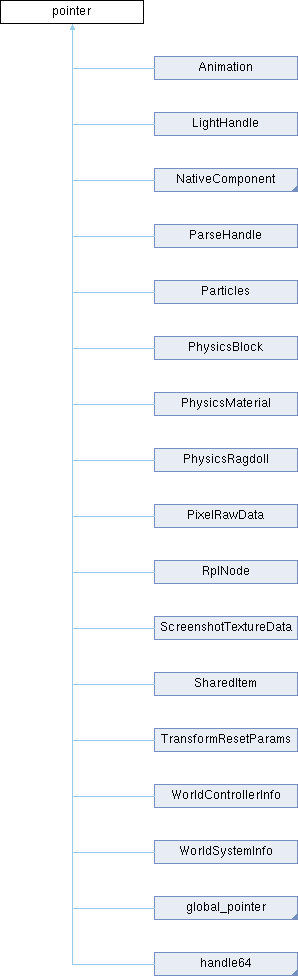 pointer
Animation
LightHandle
NativeComponent
ParseHandle
Particles
PhysicsBlock
PhysicsMaterial
PhysicsRagdoll
PixelRawData
RplNode
ScreenshotTextureData
SharedItem
TransformResetParams
WorldControllerInfo
WorldSystemInfo
global_pointer
handle64